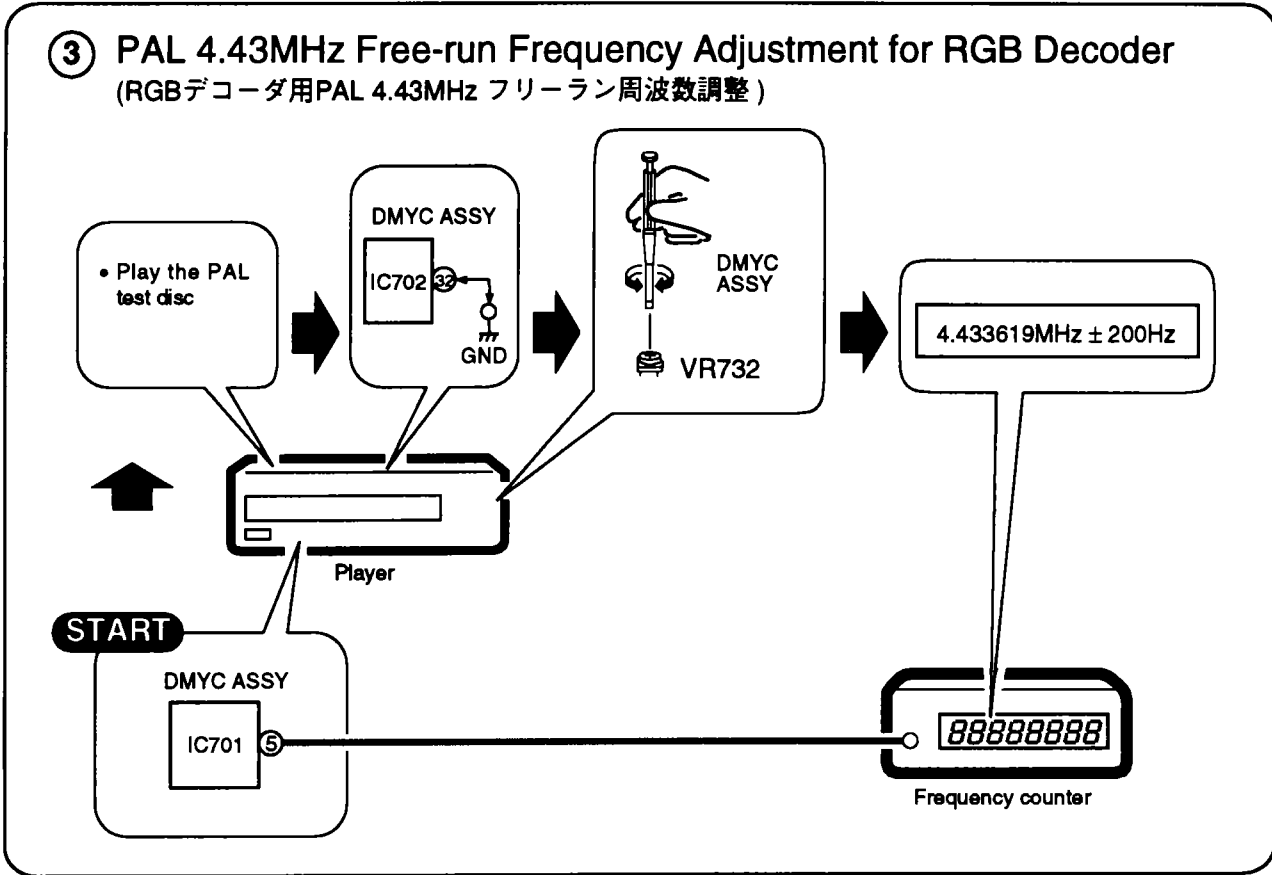 ③ PAL 4.43MHz Free-run Frequency Adjustment for RGB Decoder
(RGBデコーダ用PAL 4.43MHz フリーラン周波数調整)
• Play the PAL
test disc
DMYC ASSY
IC702 32
GND
DMYC
ASSY
VR732
4.433619MHz ± 200Hz
Player
START
DMYC ASSY
IC701 5
88888888
Frequency counter